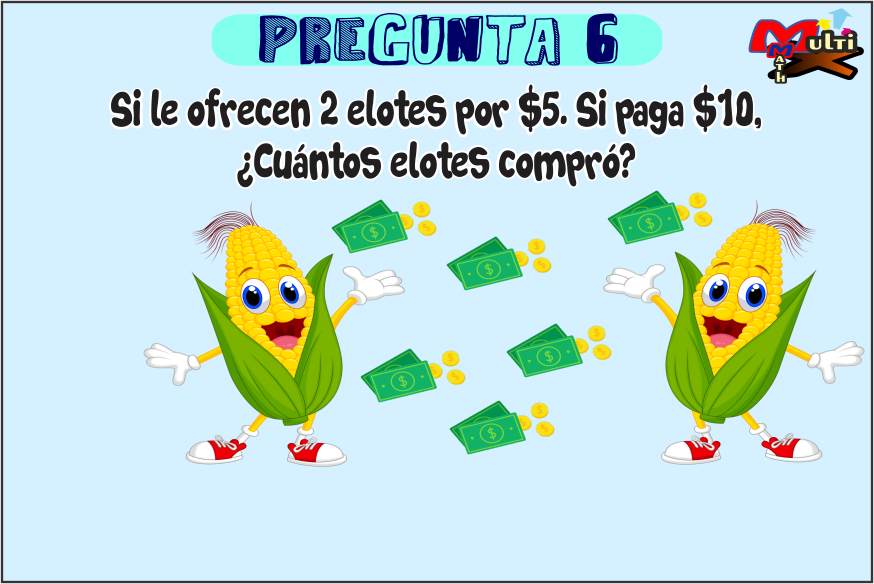 PREGUNTA 6
MULTI
MATH
Si le ofrecen 2 elotes por $5. Si paga $10,
¿Cuántos elotes compró?